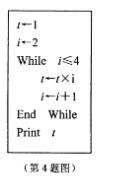 t←1
i←2
While i≤4
t←t×i
i←i+1
End While
Print t
(第4题图)